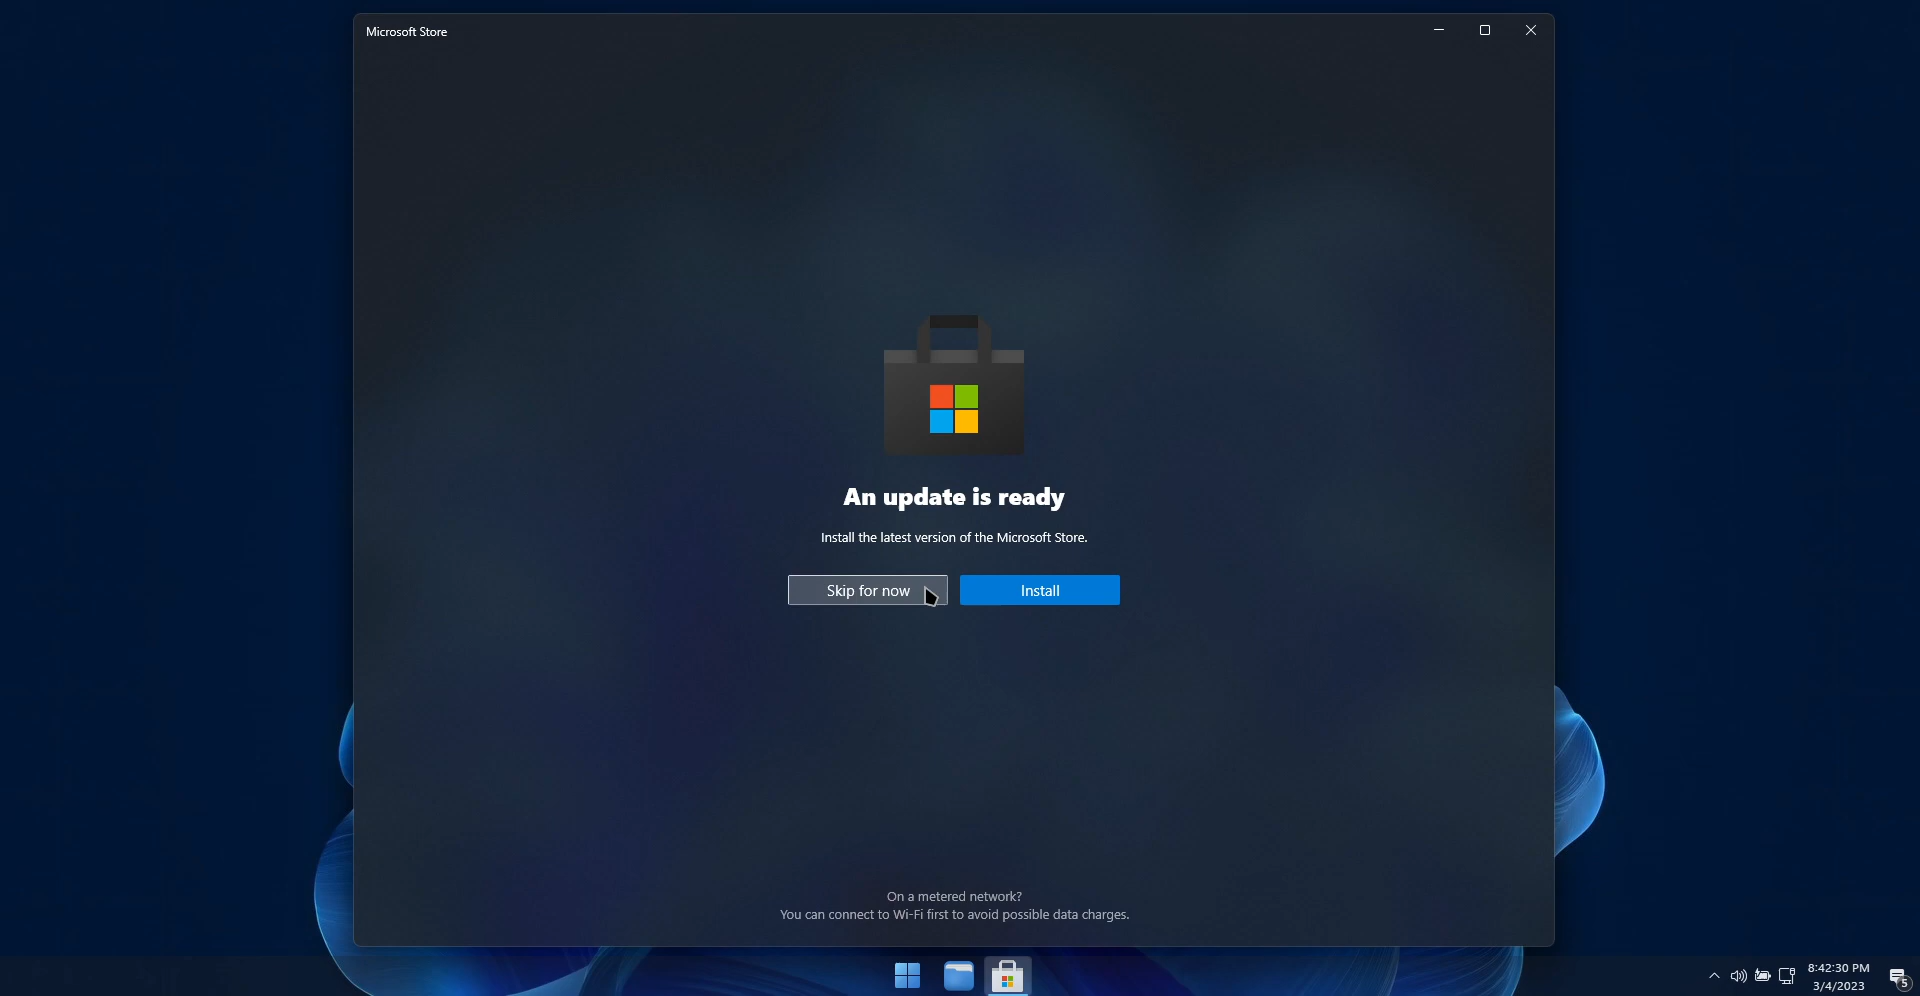 Microsoft Store
An update is ready
Install the latest version of the Microsoft Store.
Skip for now
Install
On a metered network?
You can connect to Wi-Fi first to avoid possible data charges.
8:42:30 PM
3/4/2023
5